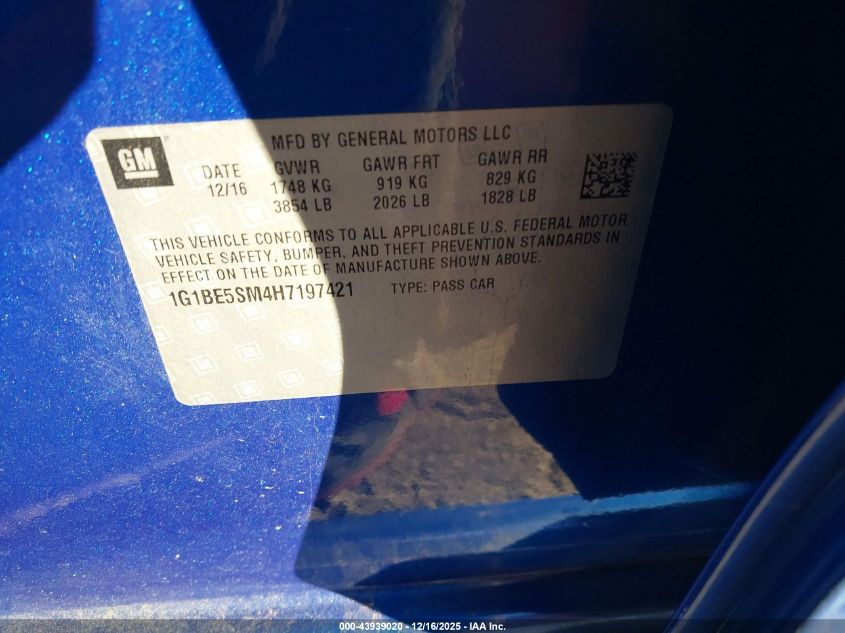 GM
MFD BY GENERAL MOTORS LLC
DATE GVWR GAWR FRT GAWR RR
12/16 1748 KG 919 KG 829 KG
3854 LB 2026 LB 1828 LB
THIS VEHICLE CONFORMS TO ALL APPLICABLE U.S. FEDERAL MOTOR
VEHICLE SAFETY, BUMPER, AND THEFT PREVENTION STANDARDS IN
EFFECT ON THE DATE OF MANUFACTURE SHOWN ABOVE.
1G1BE5SM4H7197421 TYPE: PASS CAR
000-43939020 - 12/16/2025 - IAA Inc.